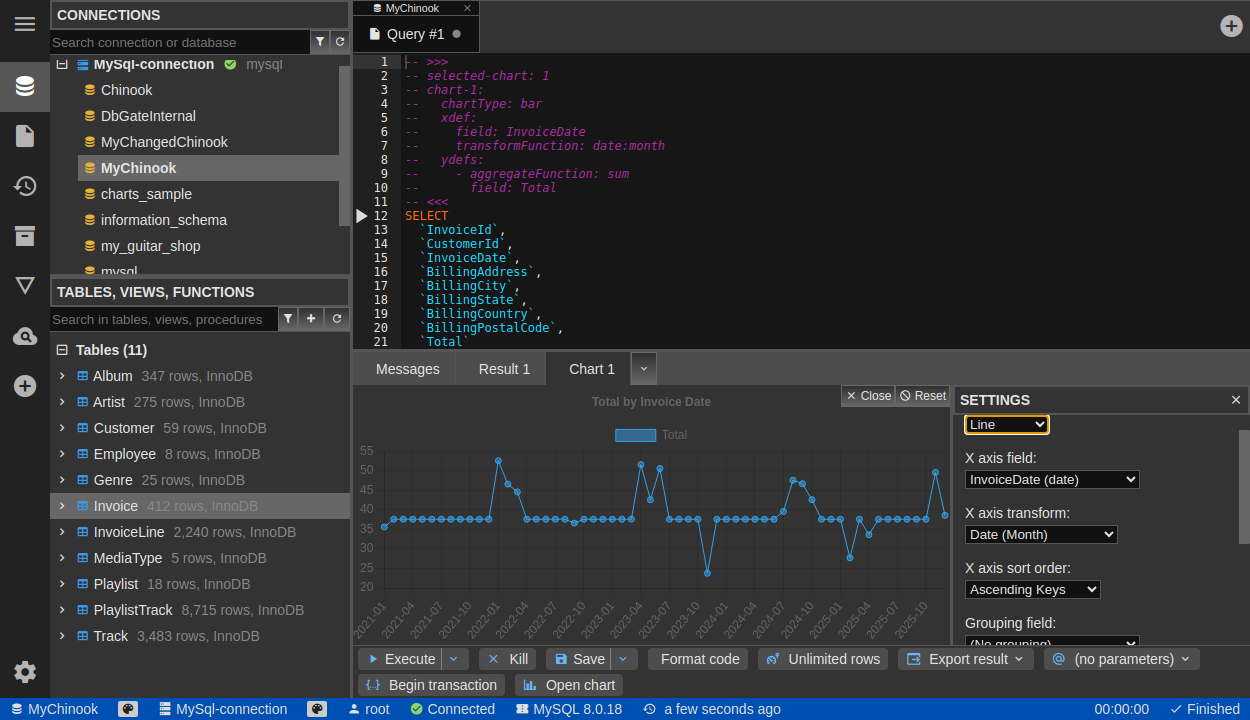 CONNECTIONS
Search connection or database
MySql-connection mysql
Chinook
DbGateInternal
MyChangedChinook
MyChinook
charts_sample
information_schema
my_guitar_shop
mysql
TABLES, VIEWS, FUNCTIONS
Search in tables, views, procedures
Tables (11)
Album 347 rows, InnoDB
Artist 275 rows, InnoDB
Customer 59 rows, InnoDB
Employee 8 rows, InnoDB
Genre 25 rows, InnoDB
Invoice 412 rows, InnoDB
InvoiceLine 2,240 rows, InnoDB
MediaType 5 rows, InnoDB
Playlist 18 rows, InnoDB
PlaylistTrack 8,715 rows, InnoDB
Track 3,483 rows, InnoDB
MyChinook
Query #1
1 -- >>>
2 -- selected-chart: 1
3 -- chart-1:
4 --   chartType: bar
5 --   xdef:
6 --     field: InvoiceDate
7 --     transformFunction: date:month
8 --   ydefs:
9 --     - aggregateFunction: sum
10 --       field: Total
11 -- <<<
12 SELECT
13   `InvoiceId`,
14   `CustomerId`,
15   `InvoiceDate`,
16   `BillingAddress`,
17   `BillingCity`,
18   `BillingState`,
19   `BillingCountry`,
20   `BillingPostalCode`,
21   `Total`
Messages Result 1 Chart 1
Close Reset
Total by Invoice Date
Total
55
50
45
40
35
30
25
20
2021-01 2021-04 2021-07 2021-10 2022-01 2022-04 2022-07 2022-10 2023-01 2023-04 2023-07 2023-10 2024-01 2024-04 2024-07 2024-10 2025-01 2025-04 2025-07 2025-10
SETTINGS
Line
X axis field:
InvoiceDate (date)
X axis transform:
Date (Month)
X axis sort order:
Ascending Keys
Grouping field:
(No grouping)
Execute Kill Save Format code Unlimited rows Export result (no parameters)
Begin transaction Open chart
MyChinook MySql-connection root Connected MySQL 8.0.18 a few seconds ago 00:00:00 Finished